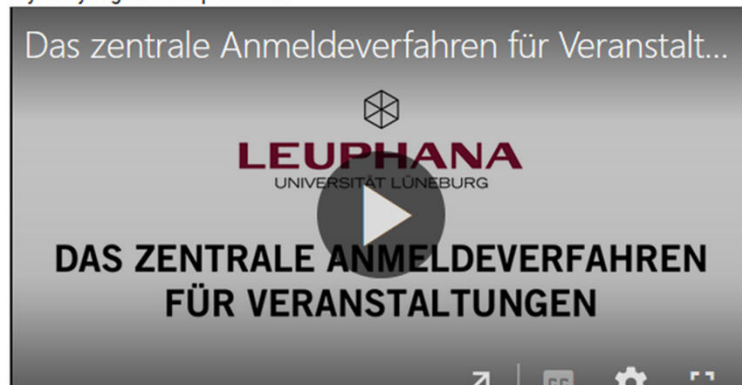 Das zentrale Anmeldeverfahren für Veranstalt...
LEUPHANA
UNIVERSITÄT LÜNEBURG
DAS ZENTRALE ANMELDEVERFAHREN
FÜR VERANSTALTUNGEN